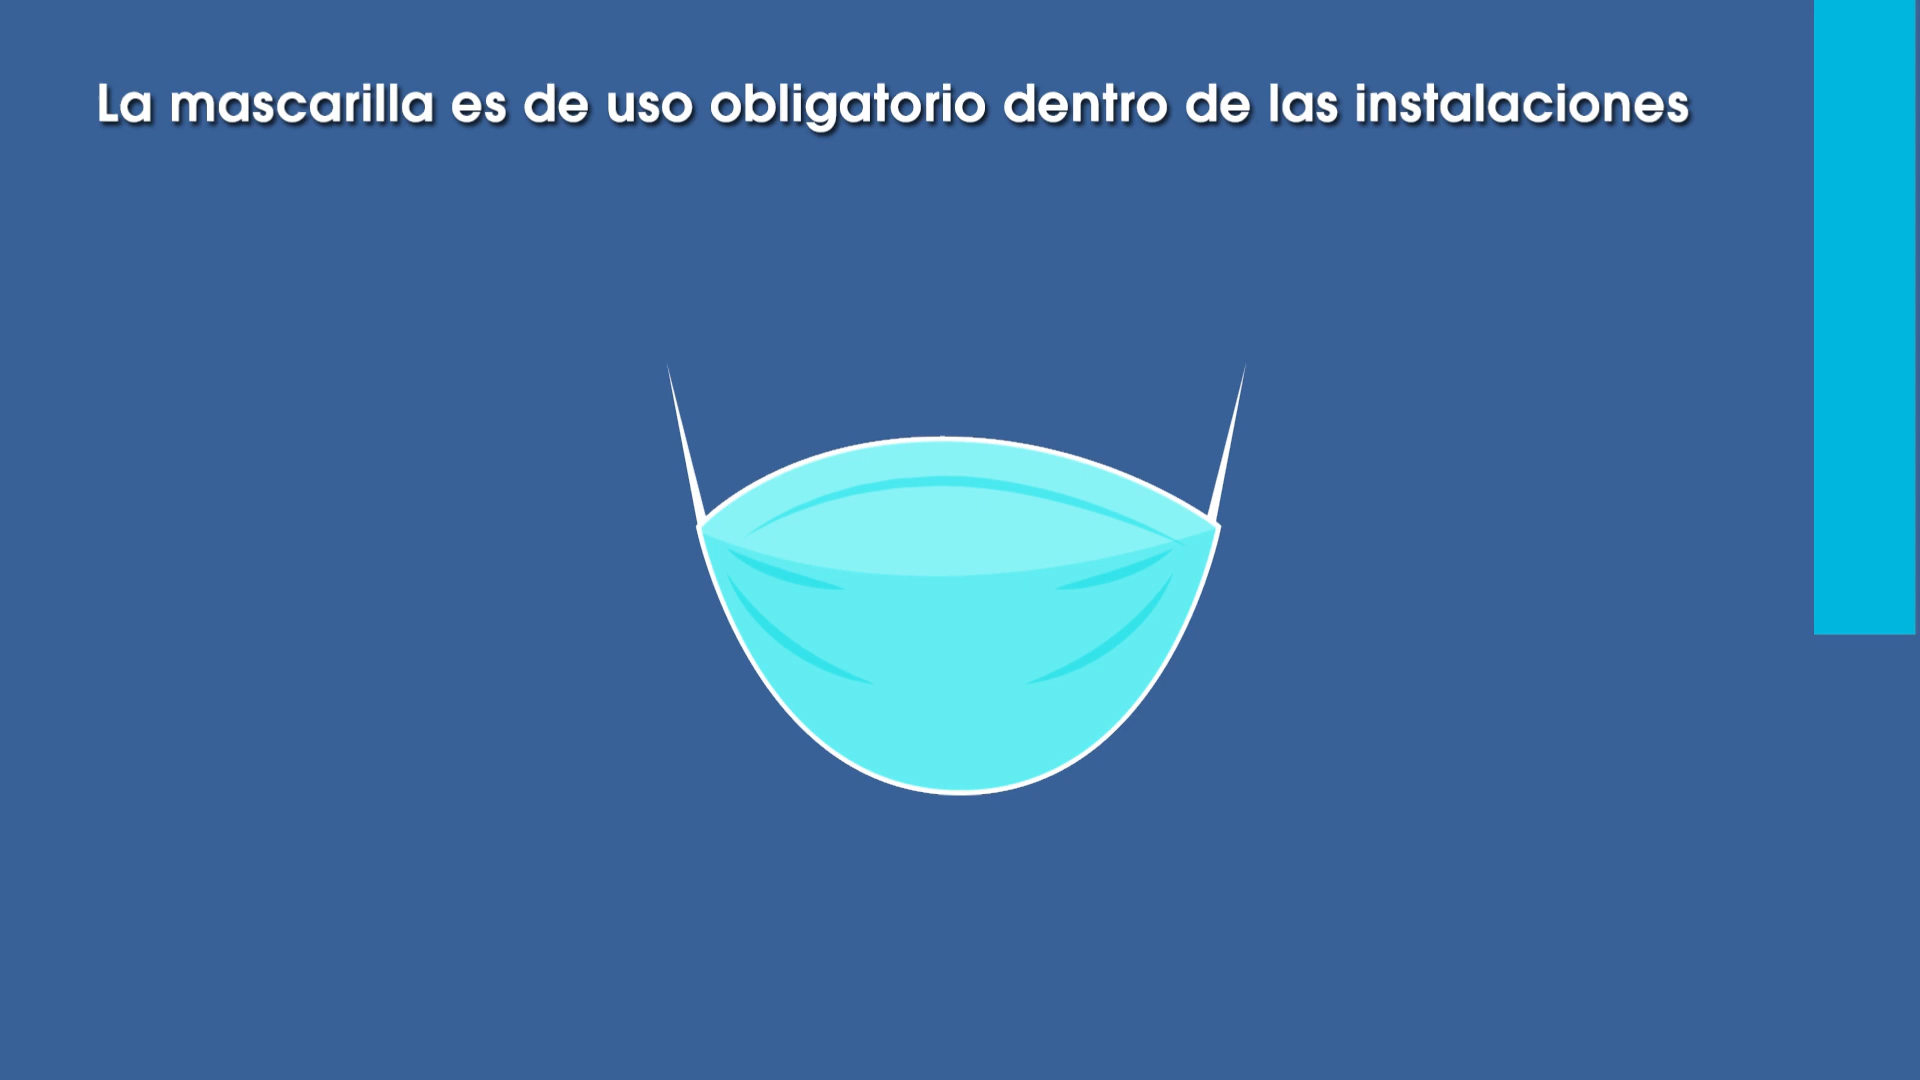 La mascarilla es de uso obligatorio dentro de las instalaciones